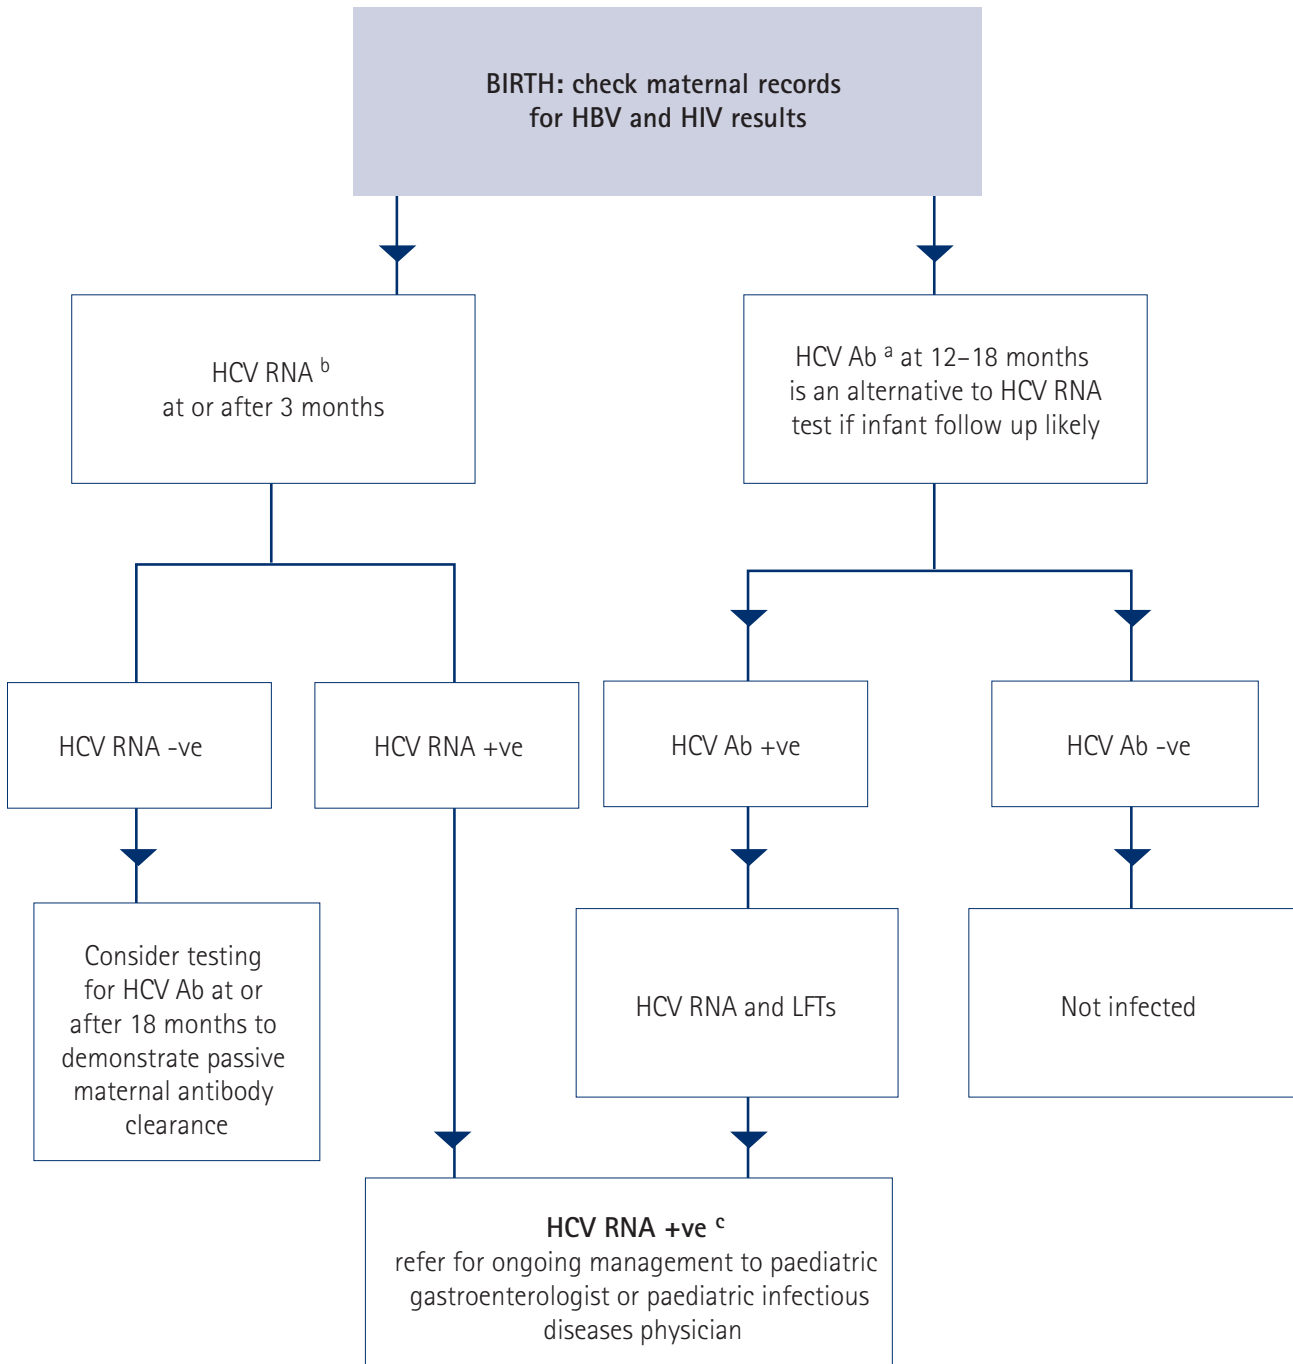 BIRTH: check maternal records
for HBV and HIV results
HCV RNA b
at or after 3 months
HCV Ab a at 12–18 months
is an alternative to HCV RNA
test if infant follow up likely
HCV RNA -ve
HCV RNA +ve
HCV Ab +ve
HCV Ab -ve
Consider testing
for HCV Ab at or
after 18 months to
demonstrate passive
maternal antibody
clearance
HCV RNA and LFTs
Not infected
HCV RNA +ve c
refer for ongoing management to paediatric
gastroenterologist or paediatric infectious
diseases physician